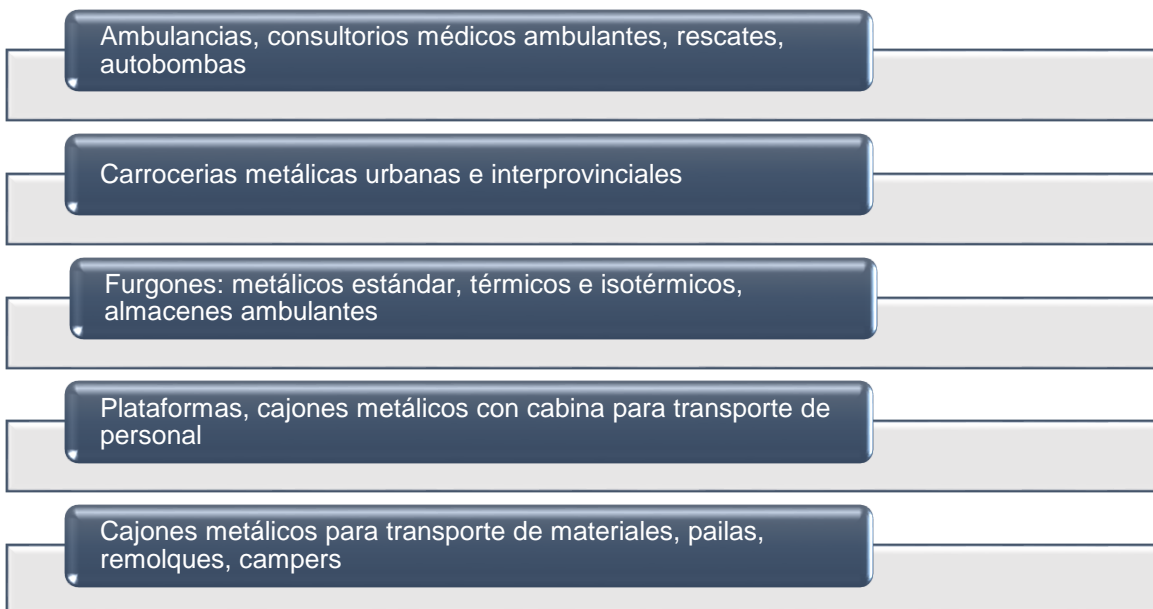 Ambulancias, consultorios médicos ambulantes, rescates,
autobombas
Carrocerias metálicas urbanas e interprovinciales
Furgones: metálicos estándar, térmicos e isotérmicos,
almacenes ambulantes
Plataformas, cajones metálicos con cabina para transporte de
personal
Cajones metálicos para transporte de materiales, pailas,
remolques, campers